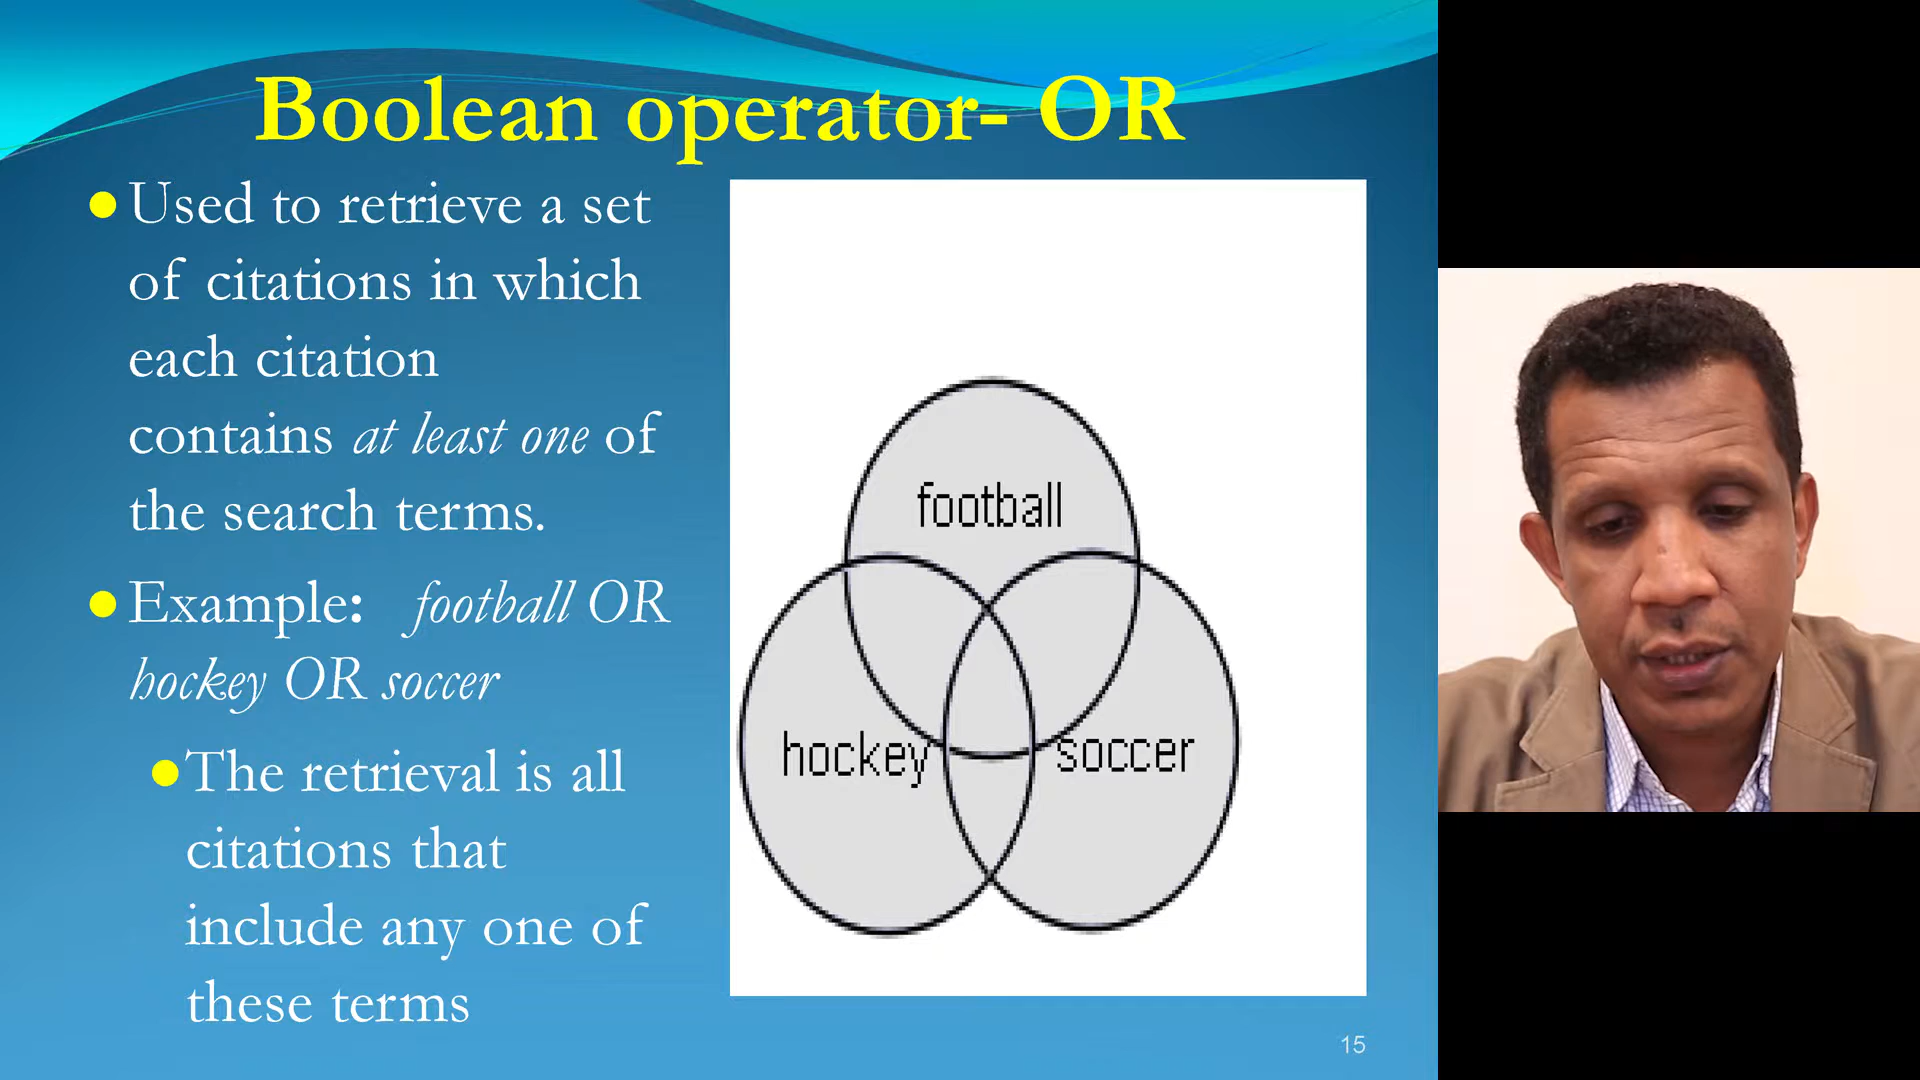 Boolean operator- OR
● Used to retrieve a set
of citations in which
each citation
contains at least one of
the search terms.
● Example: football OR
hockey OR soccer
● The retrieval is all
citations that
include any one of
these terms
football
hockey
soccer
15